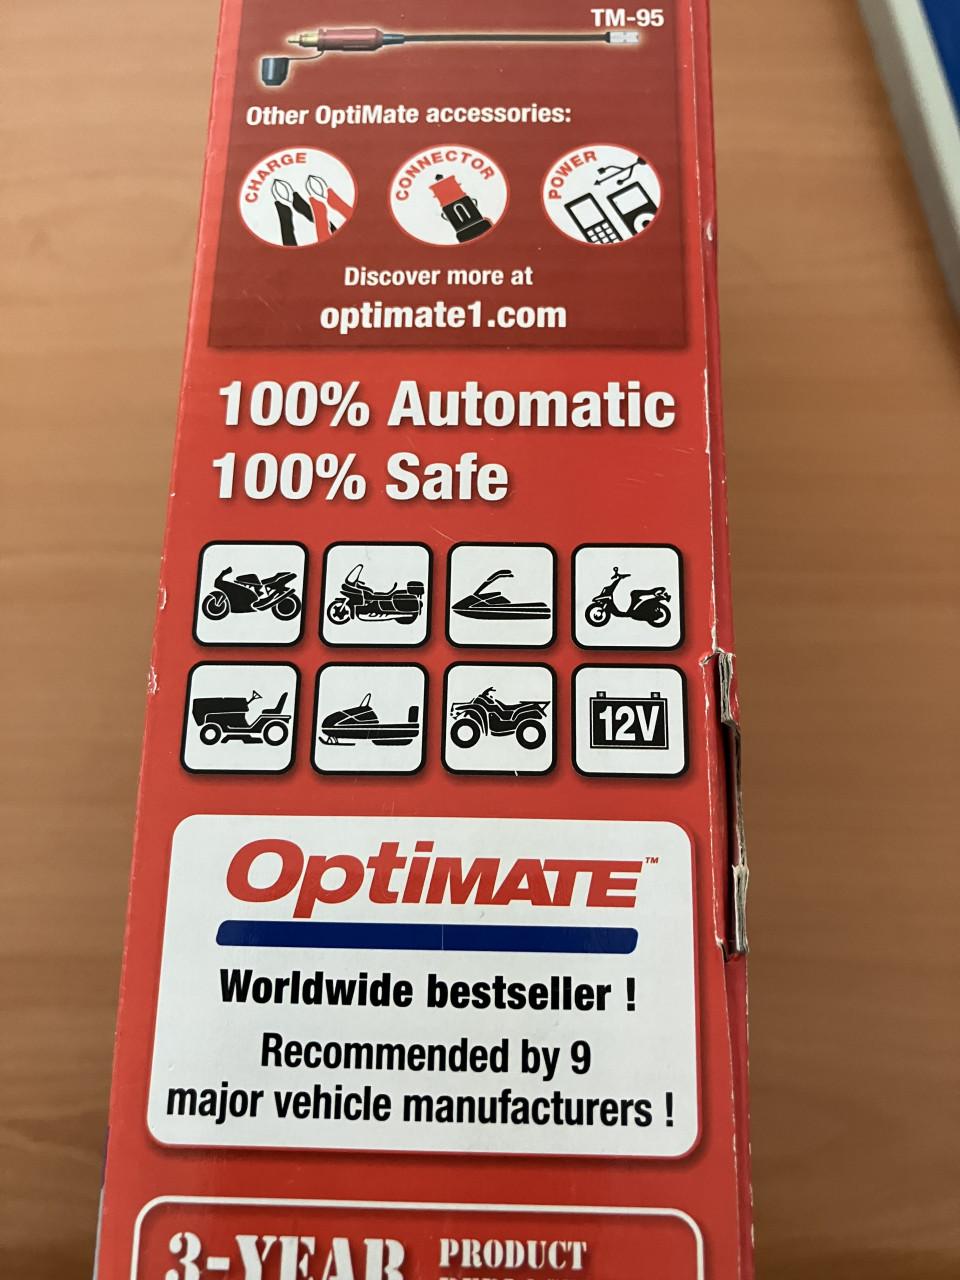 TM-95
Other OptiMate accessories:
CHARGE
CONNECTOR
POWER
Discover more at
optimate1.com
100% Automatic
100% Safe
12V
OptiMATE™
Worldwide bestseller !
Recommended by 9
major vehicle manufacturers !
3-YEAR
PRODUCT